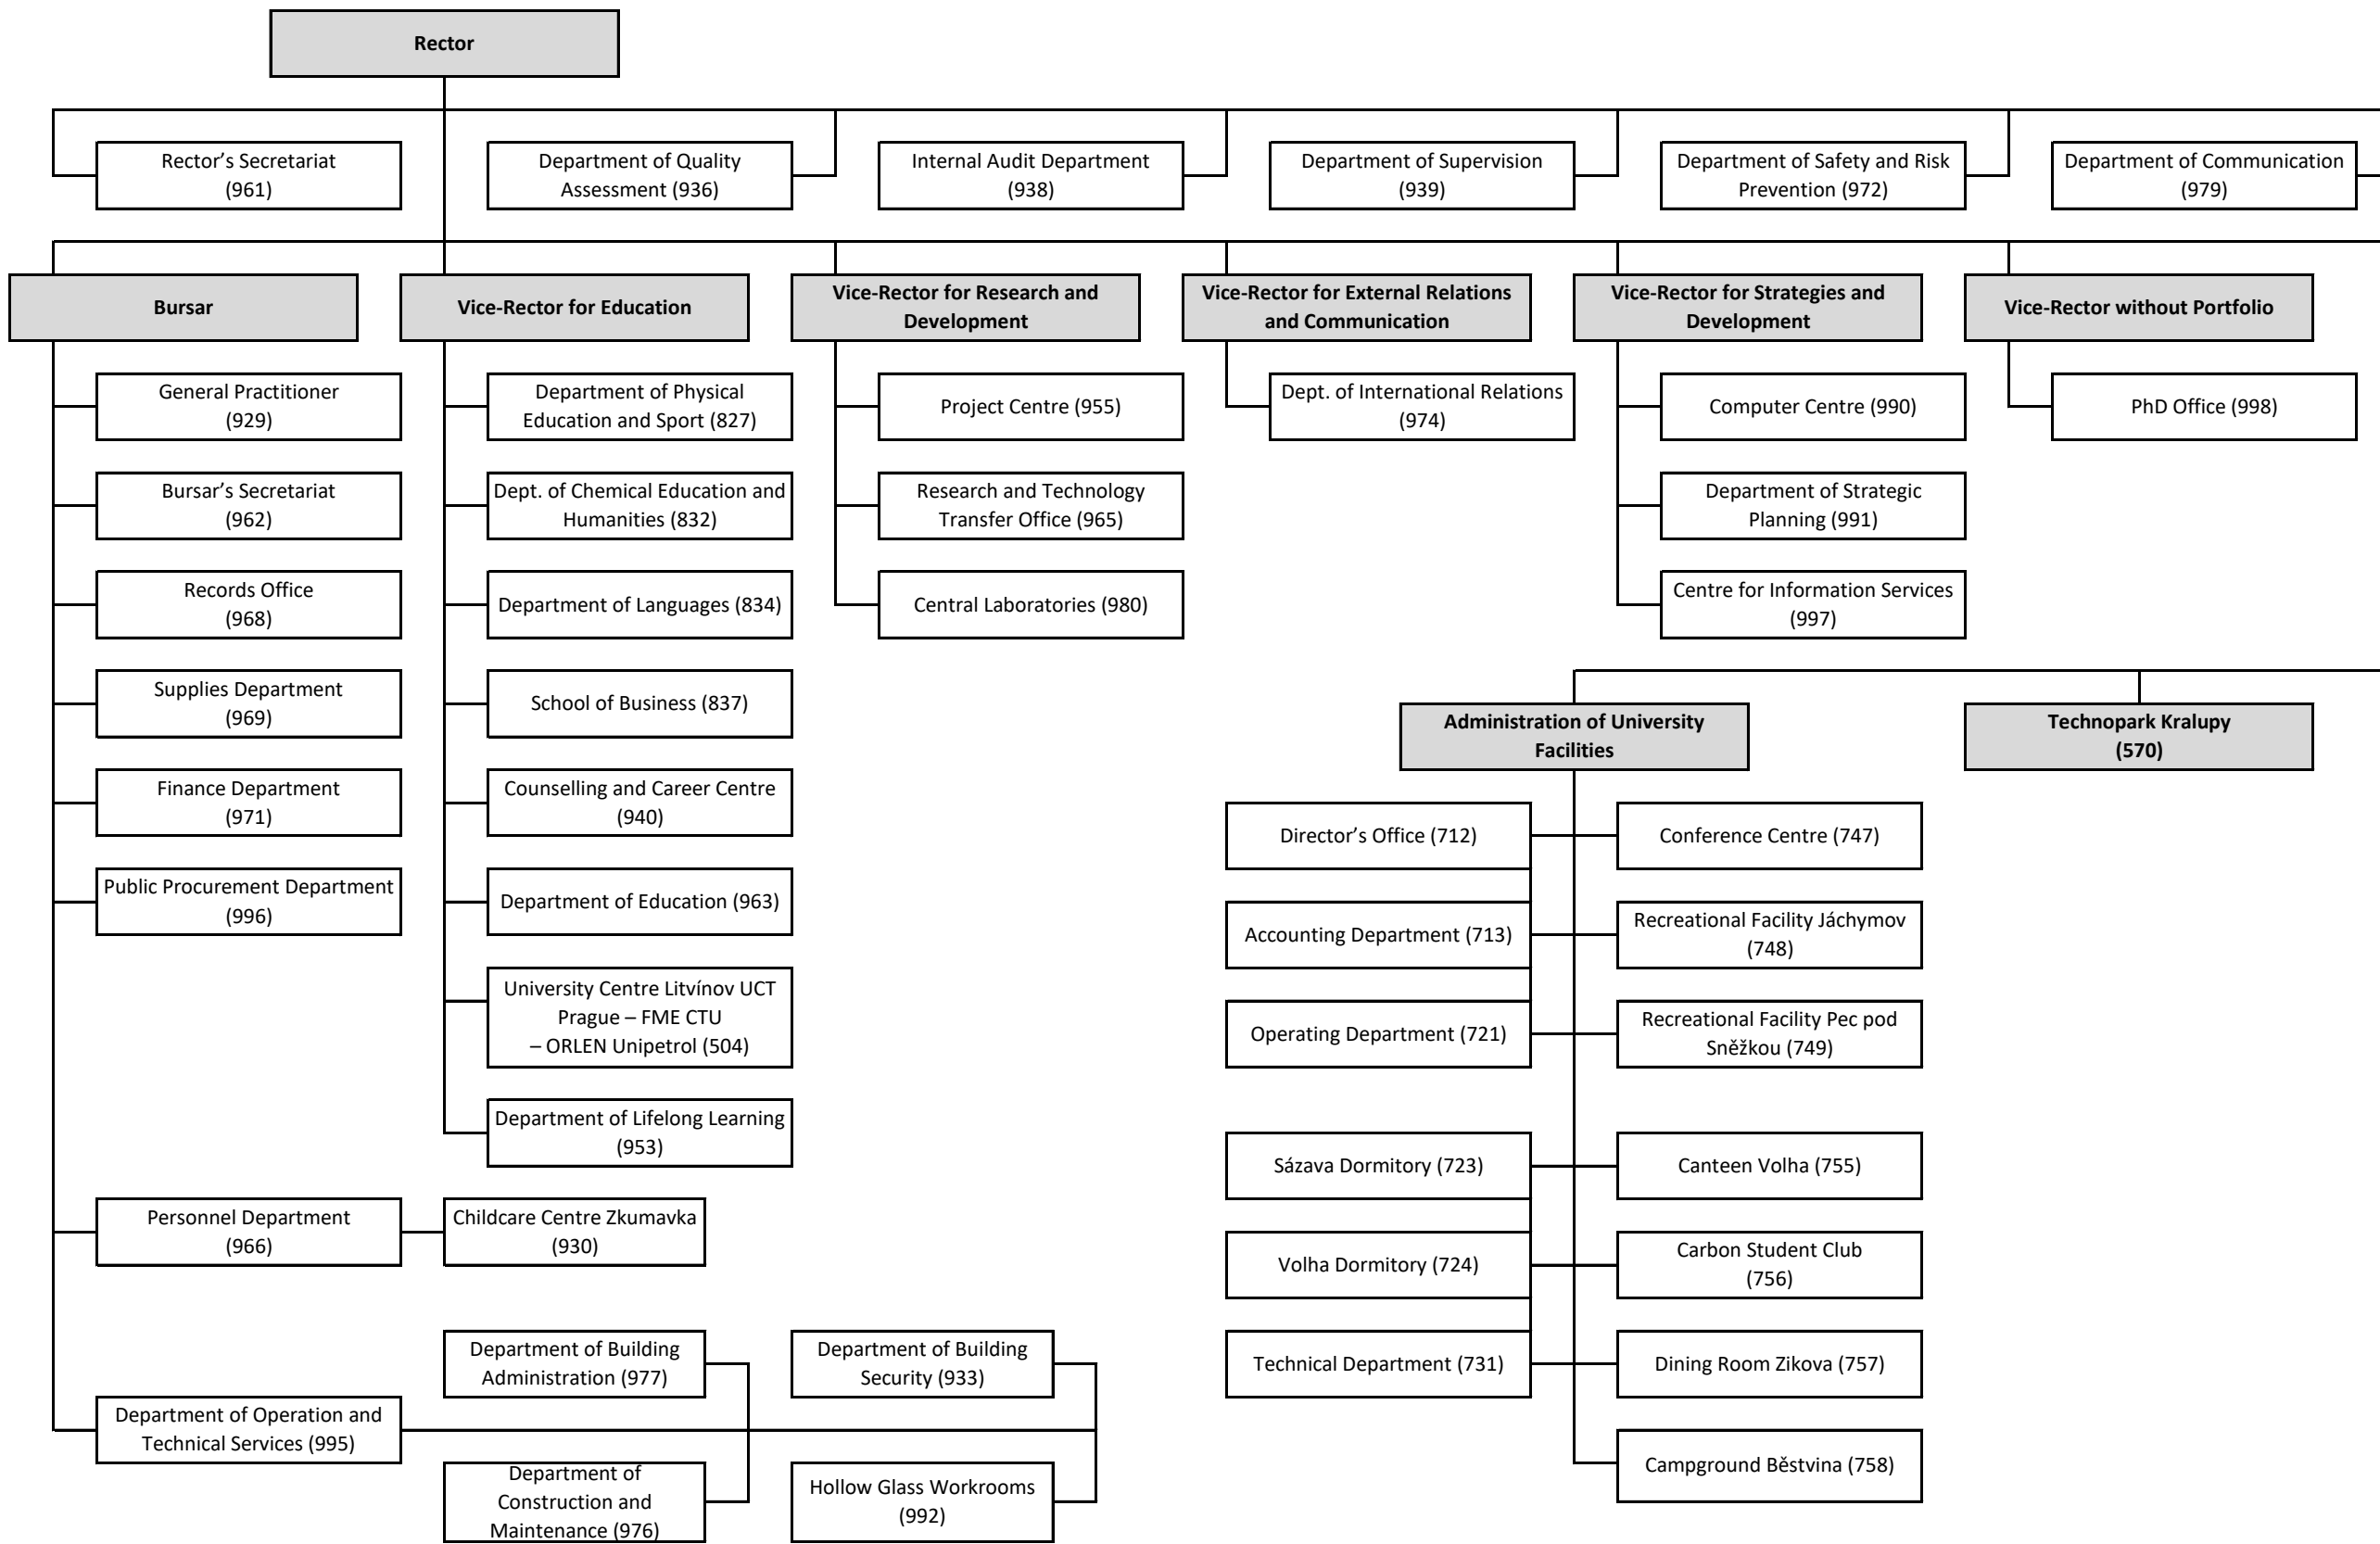 Rector
Rector’s Secretariat
(961)
Department of Quality
Assessment (936)
Internal Audit Department
(938)
Department of Supervision
(939)
Department of Safety and Risk
Prevention (972)
Department of Communication
(979)
Bursar
Vice-Rector for Education
Vice-Rector for Research and
Development
Vice-Rector for External Relations
and Communication
Vice-Rector for Strategies and
Development
Vice-Rector without Portfolio
General Practitioner
(929)
Bursar’s Secretariat
(962)
Records Office
(968)
Supplies Department
(969)
Finance Department
(971)
Public Procurement Department
(996)
Personnel Department
(966)
Childcare Centre Zkumavka
(930)
Department of Operation and
Technical Services (995)
Department of Building
Administration (977)
Department of Building
Security (933)
Department of
Construction and
Maintenance (976)
Hollow Glass Workrooms
(992)
Department of Physical
Education and Sport (827)
Dept. of Chemical Education and
Humanities (832)
Department of Languages (834)
School of Business (837)
Counselling and Career Centre
(940)
Department of Education (963)
University Centre Litvínov UCT
Prague – FME CTU
– ORLEN Unipetrol (504)
Department of Lifelong Learning
(953)
Project Centre (955)
Research and Technology
Transfer Office (965)
Central Laboratories (980)
Dept. of International Relations
(974)
Computer Centre (990)
Department of Strategic
Planning (991)
Centre for Information Services
(997)
PhD Office (998)
Administration of University
Facilities
Technopark Kralupy
(570)
Director’s Office (712)
Accounting Department (713)
Operating Department (721)
Sázava Dormitory (723)
Volha Dormitory (724)
Technical Department (731)
Conference Centre (747)
Recreational Facility Jáchymov
(748)
Recreational Facility Pec pod
Sněžkou (749)
Canteen Volha (755)
Carbon Student Club
(756)
Dining Room Zikova (757)
Campground Běstvina (758)